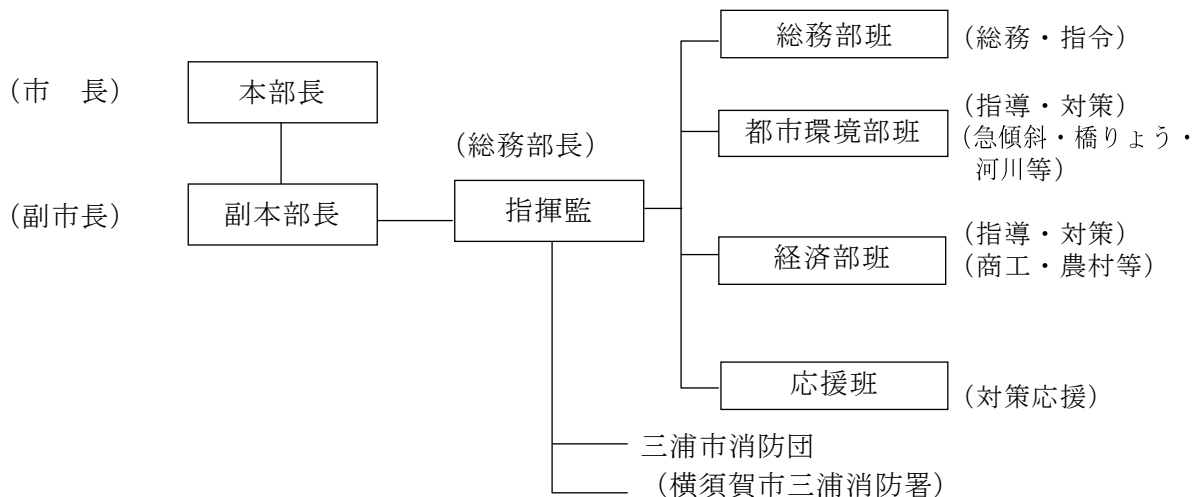 総務部班 (総務・指令)
(市 長) 本部長
(指導・対策)
都市環境部班 (急傾斜・橋りょう・
河川等)
(総務部長)
(副市長) 副本部長 指揮監
(指導・対策)
経済部班 (商工・農村等)
応援班 (対策応援)
三浦市消防団
(横須賀市三浦消防署)